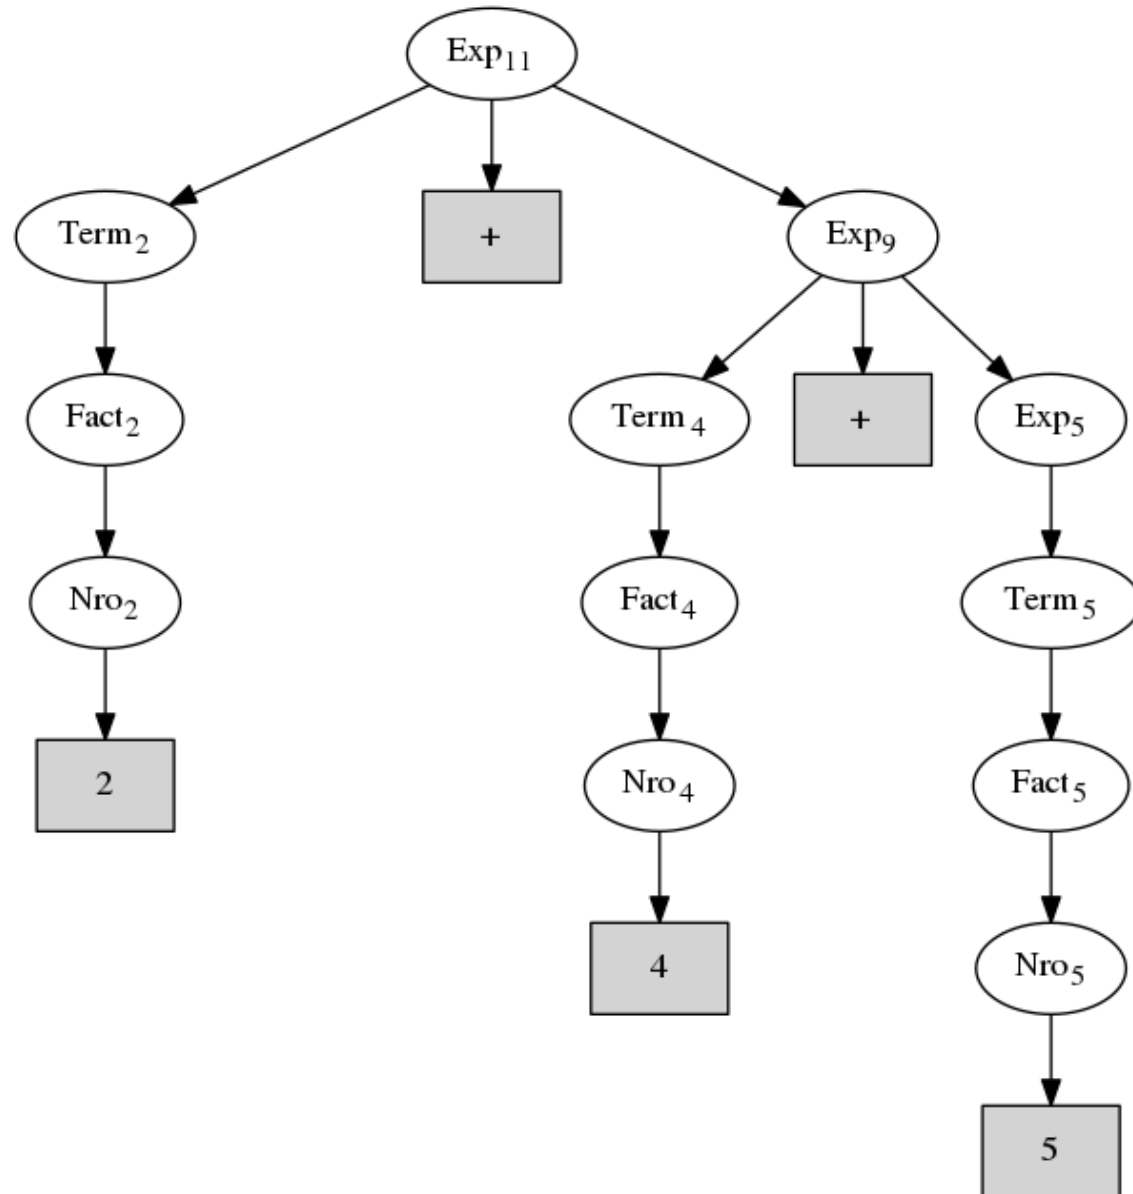 Exp₁₁
Term₂ + Exp₉
Fact₂ Term₄ + Exp₅
Nro₂ Fact₄ Term₅
2 Nro₄ Fact₅
4 Nro₅
5